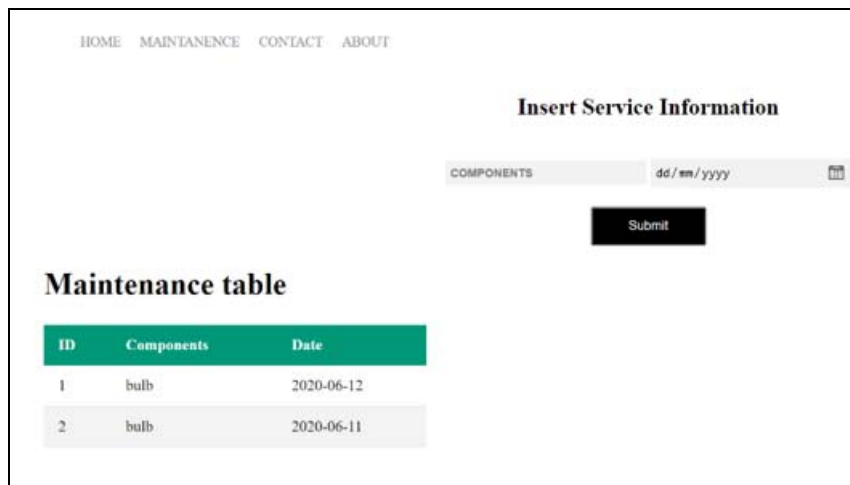 HOME MAINTANENCE CONTACT ABOUT
Insert Service Information
COMPONENTS dd/mm/yyyy
Submit
Maintenance table
ID Components Date
1 bulb 2020-06-12
2 bulb 2020-06-11